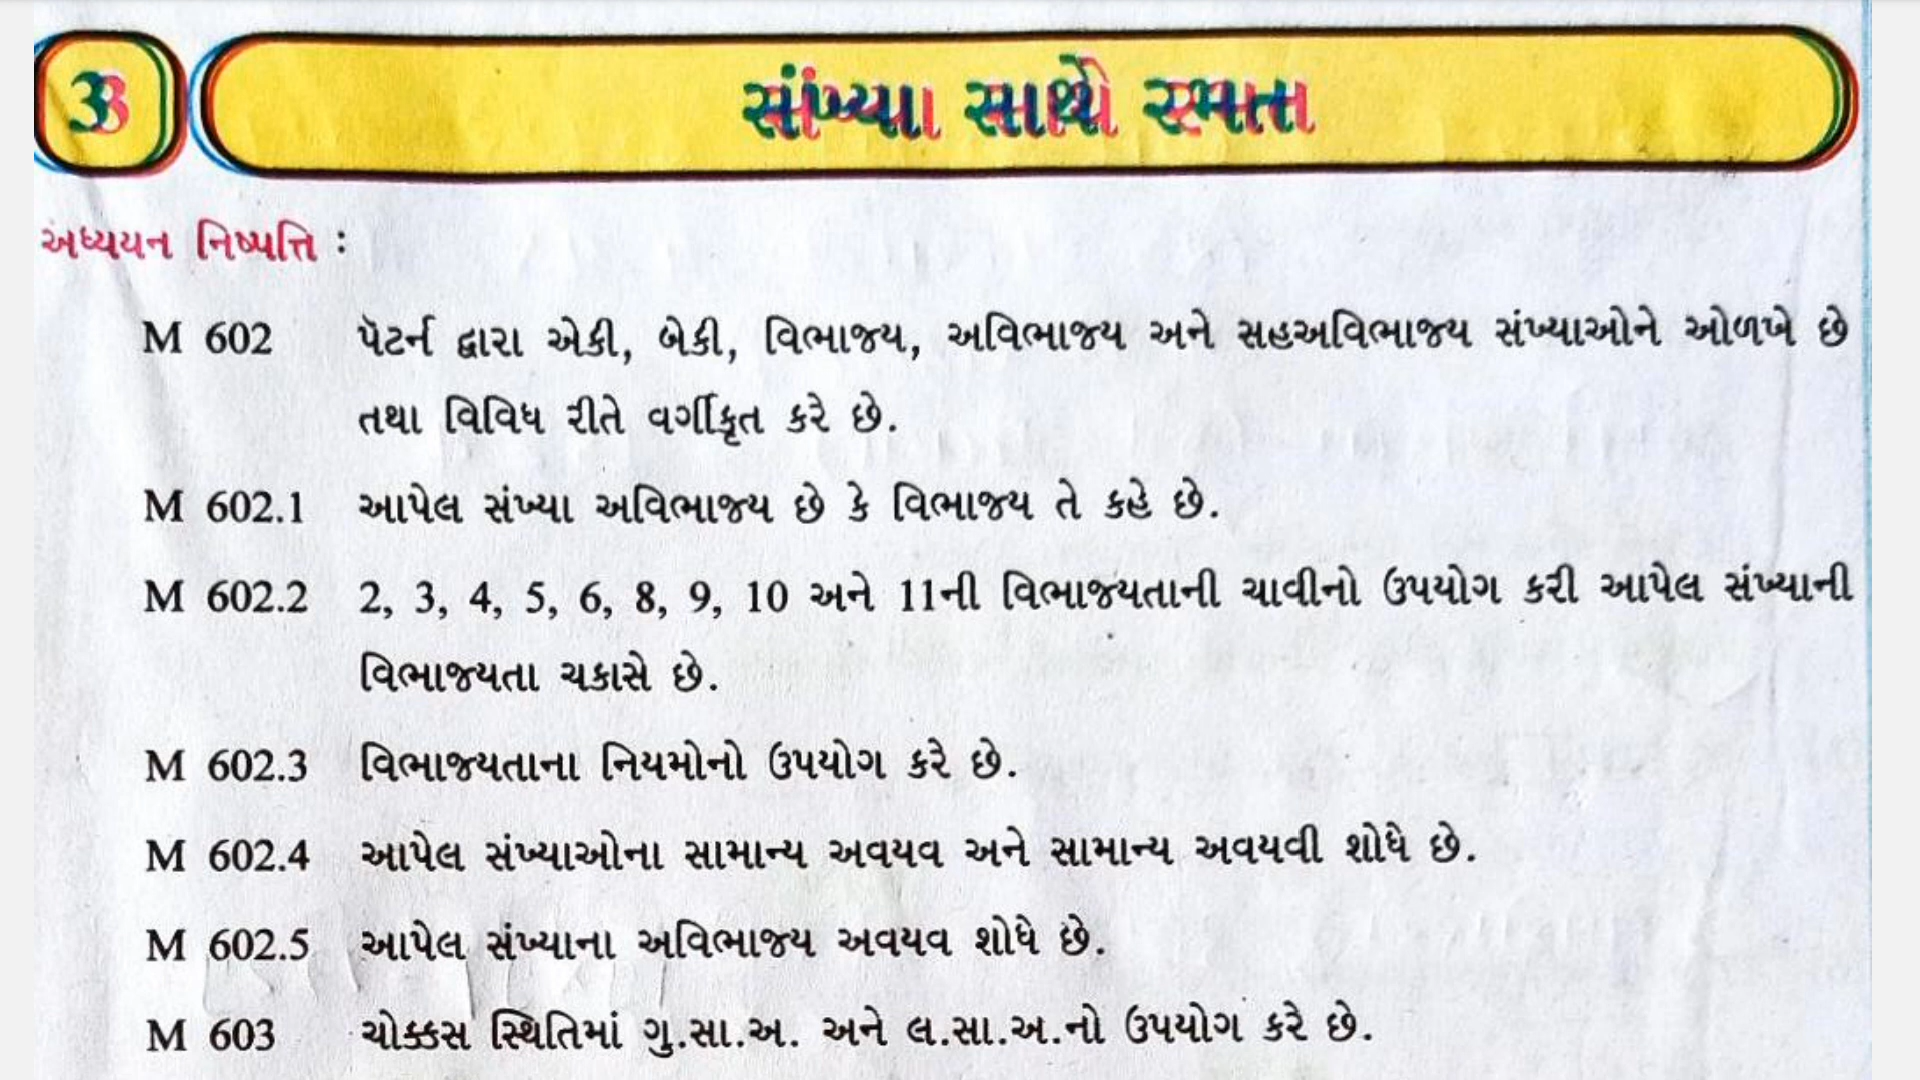 3
સંખ્યા સાથે રમત
અધ્યયન નિષ્પત્તિ :
M 602 પૅટર્ન દ્વારા એકી, બેકી, વિભાજ્ય, અવિભાજ્ય અને સહઅવિભાજ્ય સંખ્યાઓને ઓળખે છે
તથા વિવિધ રીતે વર્ગીકૃત કરે છે.
M 602.1 આપેલ સંખ્યા અવિભાજ્ય છે કે વિભાજ્ય તે કહે છે.
M 602.2 2, 3, 4, 5, 6, 8, 9, 10 અને 11ની વિભાજ્યતાની ચાવીનો ઉપયોગ કરી આપેલ સંખ્યાની
વિભાજ્યતા ચકાસે છે.
M 602.3 વિભાજ્યતાના નિયમોનો ઉપયોગ કરે છે.
M 602.4 આપેલ સંખ્યાઓના સામાન્ય અવયવ અને સામાન્ય અવયવી શોધે છે.
M 602.5 આપેલ સંખ્યાના અવિભાજ્ય અવયવ શોધે છે.
M 603 ચોક્કસ સ્થિતિમાં ગુ.સા.અ. અને લ.સા.અ.નો ઉપયોગ કરે છે.